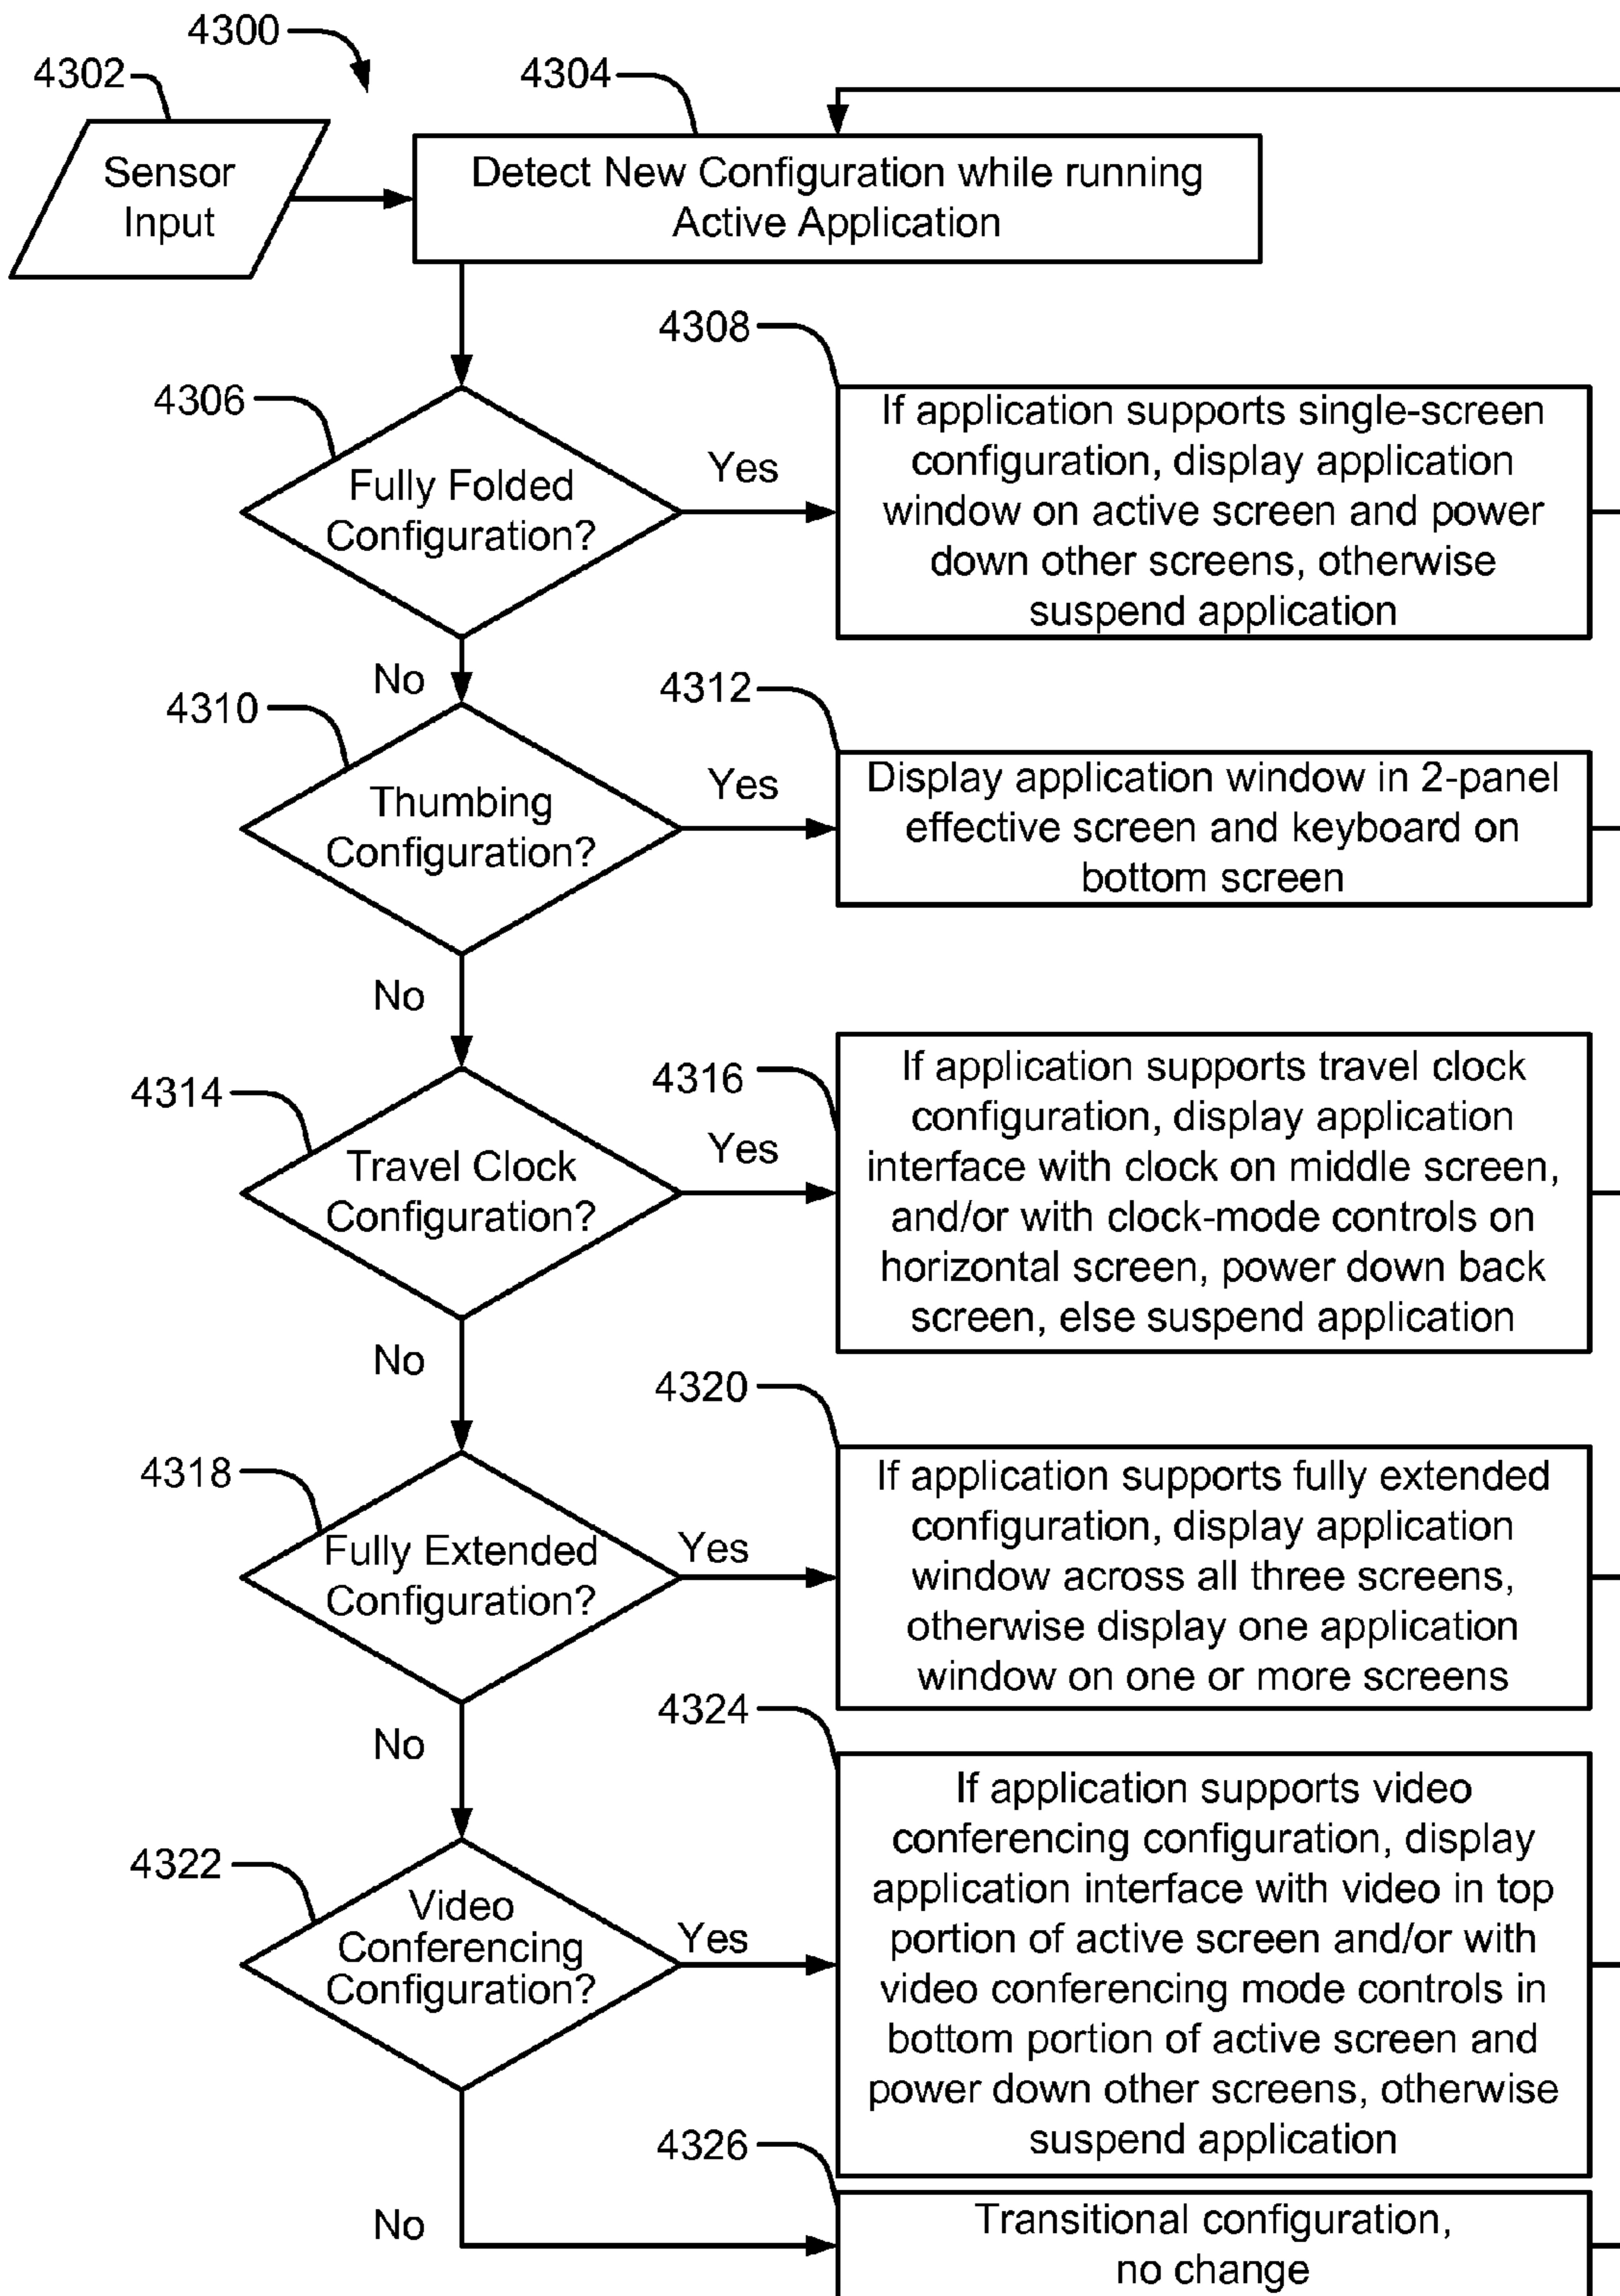 4300
4302
4304
Sensor
Input
Detect New Configuration while running
Active Application
4306
Fully Folded
Configuration?
Yes
No
4308
If application supports single-screen
configuration, display application
window on active screen and power
down other screens, otherwise
suspend application
4310
Thumbing
Configuration?
Yes
No
4312
Display application window in 2-panel
effective screen and keyboard on
bottom screen
4314
Travel Clock
Configuration?
Yes
No
4316
If application supports travel clock
configuration, display application
interface with clock on middle screen,
and/or with clock-mode controls on
horizontal screen, power down back
screen, else suspend application
4318
Fully Extended
Configuration?
Yes
No
4320
If application supports fully extended
configuration, display application
window across all three screens,
otherwise display one application
window on one or more screens
4322
Video
Conferencing
Configuration?
Yes
No
4324
If application supports video
conferencing configuration, display
application interface with video in top
portion of active screen and/or with
video conferencing mode controls in
bottom portion of active screen and
power down other screens, otherwise
suspend application
4326
Transitional configuration,
no change